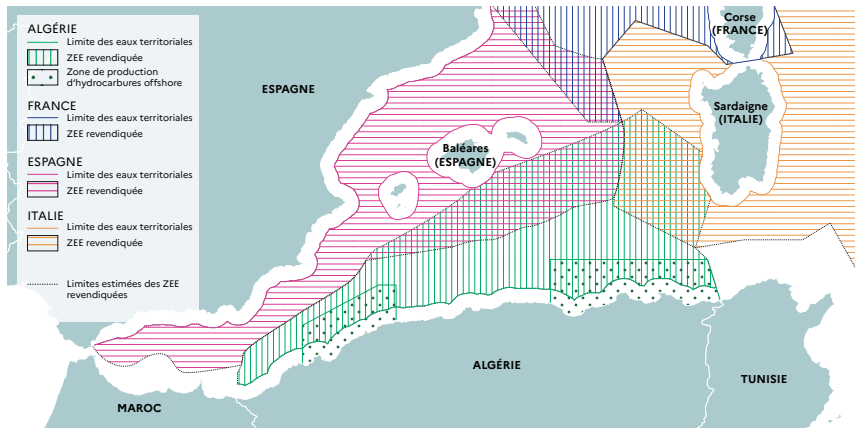 ALGÉRIE
Limite des eaux territoriales
ZEE revendiquée
Zone de production
d'hydrocarbures offshore
FRANCE
Limite des eaux territoriales
ZEE revendiquée
ESPAGNE
Limite des eaux territoriales
ZEE revendiquée
ITALIE
Limite des eaux territoriales
ZEE revendiquée
Limites estimées des ZEE
revendiquées
Corse
(FRANCE)
ESPAGNE
Sardaigne
(ITALIE)
Baléares
(ESPAGNE)
ALGÉRIE
TUNISIE
MAROC